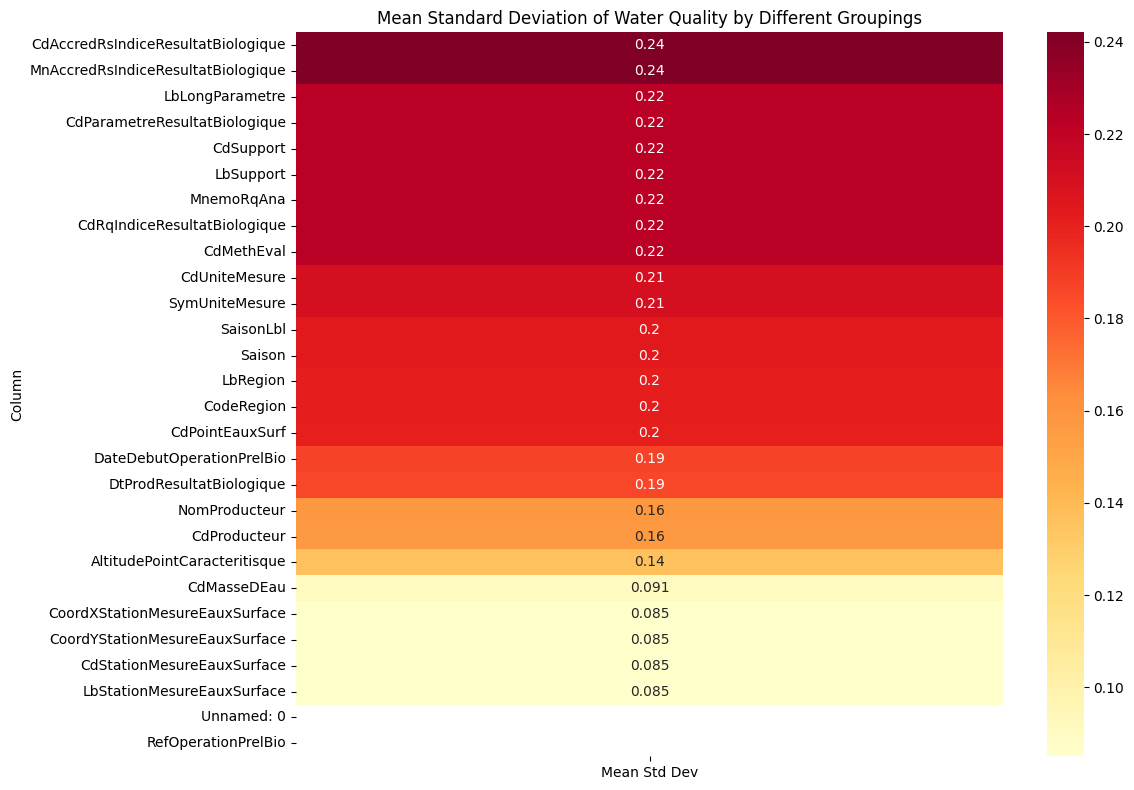 Mean Standard Deviation of Water Quality by Different Groupings
CdAccredRsIndiceResultatBiologique 0.24
MnAccredRsIndiceResultatBiologique 0.24
LbLongParametre 0.22
CdParametreResultatBiologique 0.22
CdSupport 0.22
LbSupport 0.22
MnemoRqAna 0.22
CdRqIndiceResultatBiologique 0.22
CdMethEval 0.22
CdUniteMesure 0.21
SymUniteMesure 0.21
SaisonLbl 0.2
Saison 0.2
LbRegion 0.2
CodeRegion 0.2
CdPointEauxSurf 0.2
DateDebutOperationPrelBio 0.19
DtProdResultatBiologique 0.19
NomProducteur 0.16
CdProducteur 0.16
AltitudePointCaracteritisque 0.14
CdMasseDEau 0.091
CoordXStationMesureEauxSurface 0.085
CoordYStationMesureEauxSurface 0.085
CdStationMesureEauxSurface 0.085
LbStationMesureEauxSurface 0.085
Unnamed: 0
RefOperationPrelBio
Column
Mean Std Dev
0.24
0.22
0.20
0.18
0.16
0.14
0.12
0.10